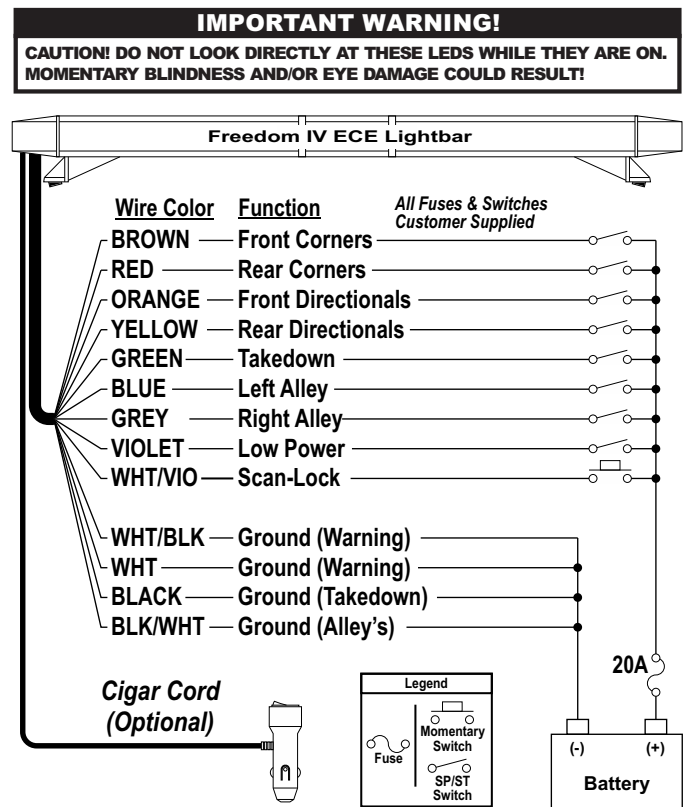 IMPORTANT WARNING!
CAUTION! DO NOT LOOK DIRECTLY AT THESE LEDS WHILE THEY ARE ON.
MOMENTARY BLINDNESS AND/OR EYE DAMAGE COULD RESULT!
Freedom IV ECE Lightbar
Wire Color Function
All Fuses & Switches
Customer Supplied
BROWN Front Corners
RED Rear Corners
ORANGE Front Directionals
YELLOW Rear Directionals
GREEN Takedown
BLUE Left Alley
GREY Right Alley
VIOLET Low Power
WHT/VIO Scan-Lock
WHT/BLK Ground (Warning)
WHT Ground (Warning)
BLACK Ground (Takedown)
BLK/WHT Ground (Alley's)
20A
Cigar Cord
(Optional)
Legend
Fuse
Momentary
Switch
SP/ST
Switch
(-) (+)
Battery